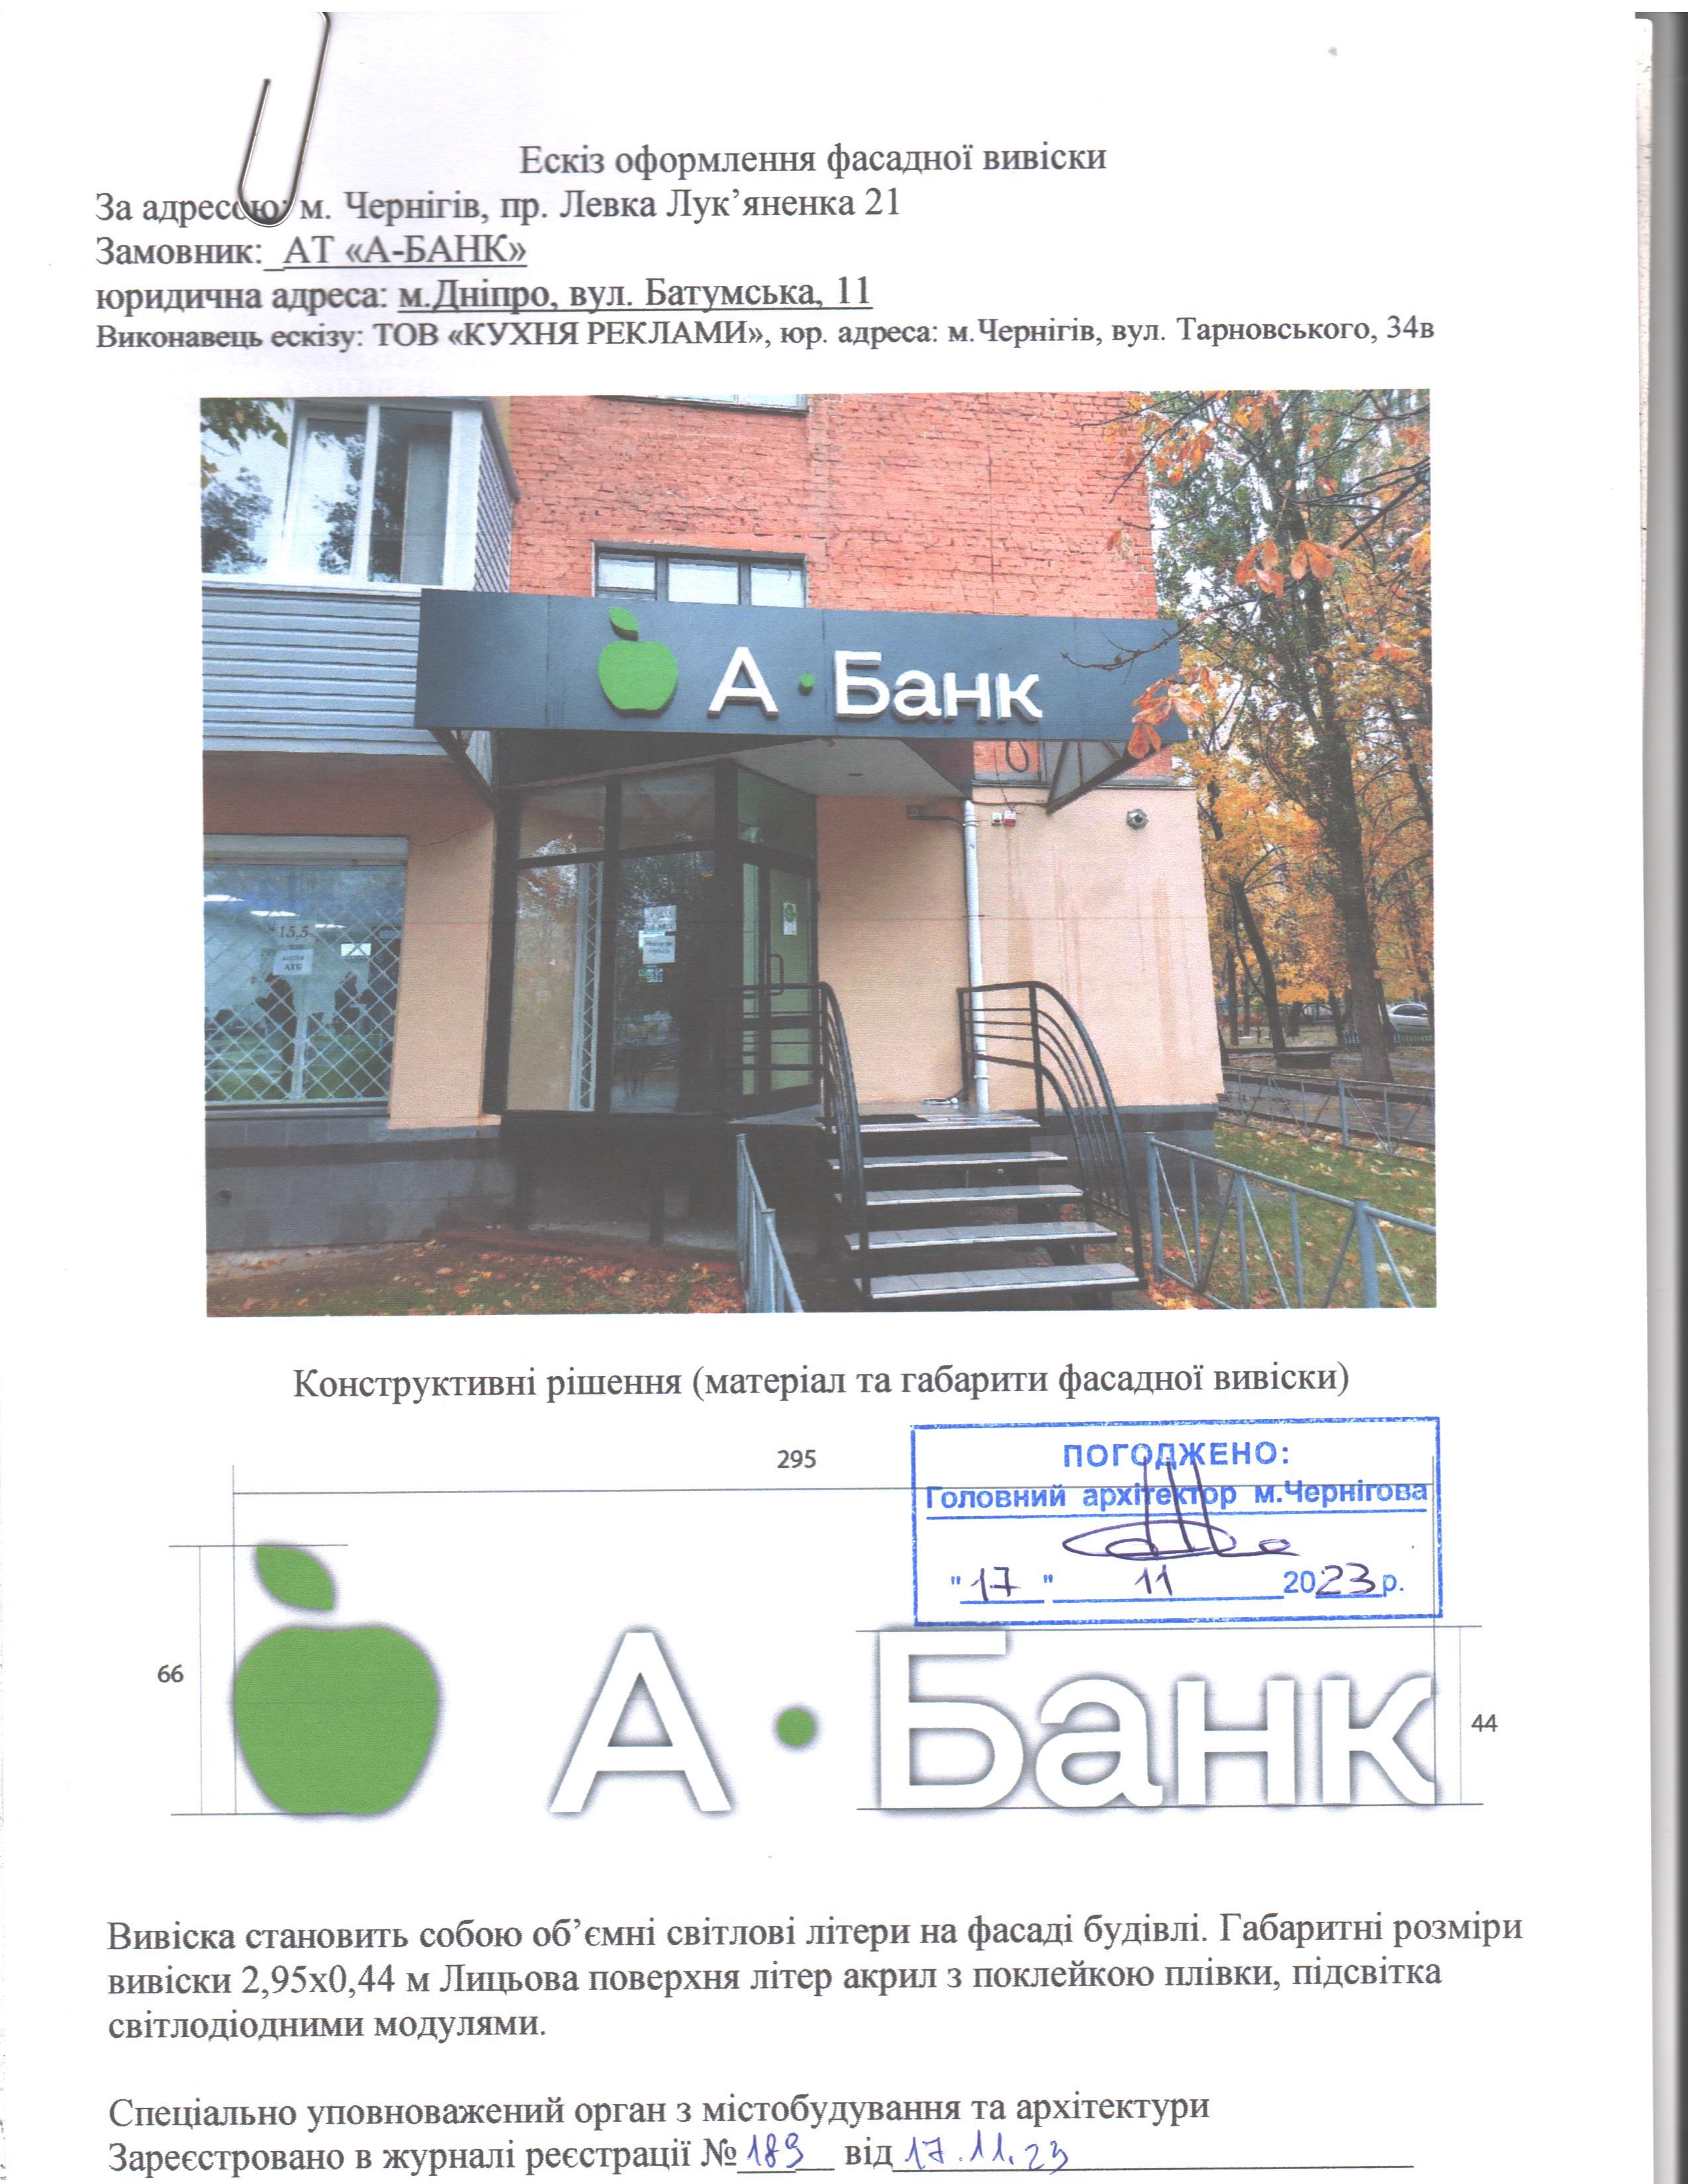 Ескіз оформлення фасадної вивіски
За адресою: м. Чернігів, пр. Левка Лук’яненка 21
Замовник: АТ «А-БАНК»
юридична адреса: м.Дніпро, вул. Батумська, 11
Виконавець ескізу: ТОВ «КУХНЯ РЕКЛАМИ», юр. адреса: м.Чернігів, вул. Тарновського, 34в
А • Банк
15,5
АТБ
Конструктивні рішення (матеріал та габарити фасадної вивіски)
295
ПОГОДЖЕНО:
Головний архітектор м.Чернігова
"17" 11 2023р.
66
А • Банк
44
Вивіска становить собою об’ємні світлові літери на фасаді будівлі. Габаритні розміри
вивіски 2,95х0,44 м Лицьова поверхня літер акрил з поклейкою плівки, підсвітка
світлодіодними модулями.
Спеціально уповноважений орган з містобудування та архітектури
Зареєстровано в журналі реєстрації №189 від 17.11.23